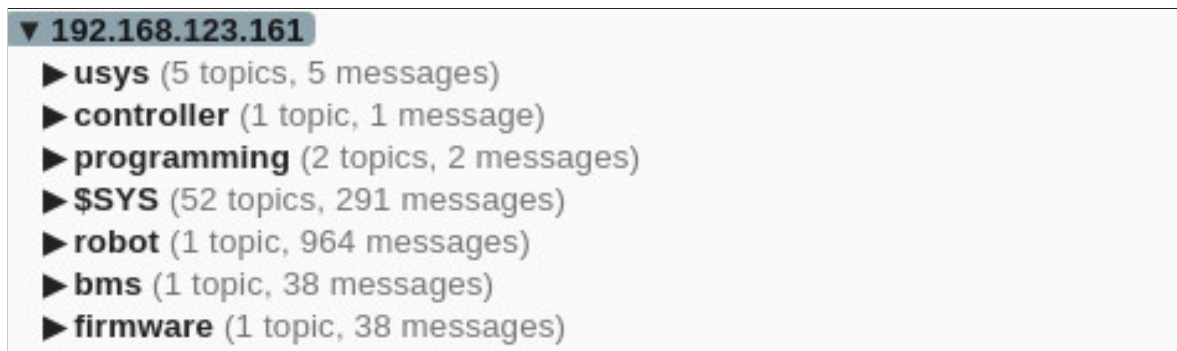 ▼ 192.168.123.161
▶ usys (5 topics, 5 messages)
▶ controller (1 topic, 1 message)
▶ programming (2 topics, 2 messages)
▶ $SYS (52 topics, 291 messages)
▶ robot (1 topic, 964 messages)
▶ bms (1 topic, 38 messages)
▶ firmware (1 topic, 38 messages)